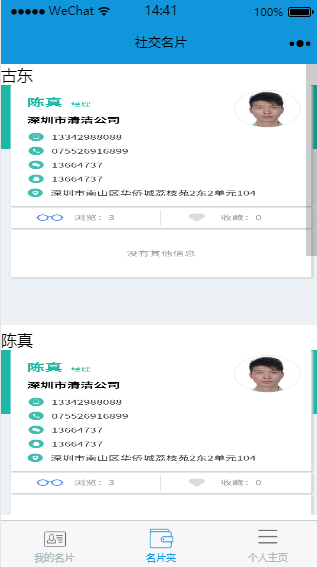 WeChat 14:41 100%
社交名片
古东
陈真 经理
深圳市清洁公司
13342988088
075526916899
13664737
13664737
深圳市南山区华侨城荔枝苑2东2单元104
浏览：3 收藏：0
没有其他信息
陈真
陈真 经理
深圳市清洁公司
13342988088
075526916899
13664737
13664737
深圳市南山区华侨城荔枝苑2东2单元104
浏览：3 收藏：0
我的名片 名片夹 个人主页